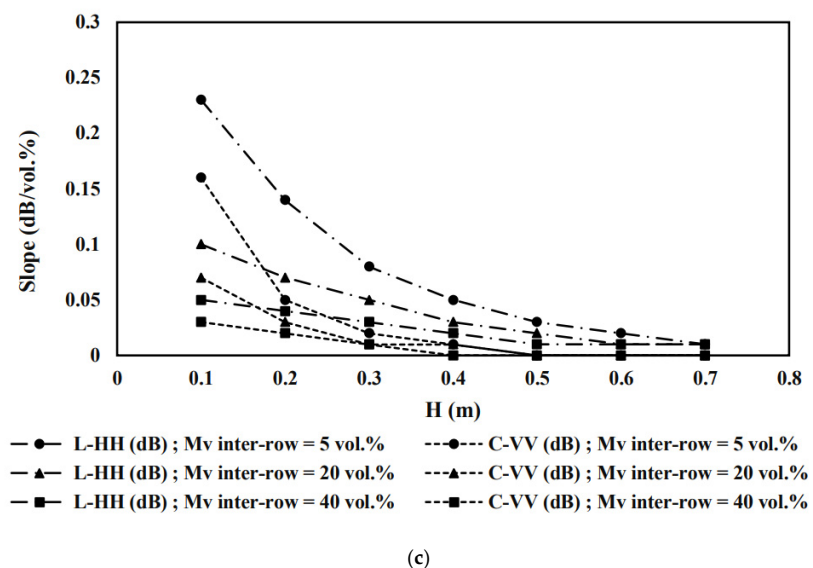 0.3
0.25
0.2
0.15
0.1
0.05
0
Slope (dB/vol.%)
0 0.1 0.2 0.3 0.4 0.5 0.6 0.7 0.8
H (m)
L-HH (dB) ; Mv inter-row = 5 vol.% C-VV (dB) ; Mv inter-row = 5 vol.%
L-HH (dB) ; Mv inter-row = 20 vol.% C-VV (dB) ; Mv inter-row = 20 vol.%
L-HH (dB) ; Mv inter-row = 40 vol.% C-VV (dB) ; Mv inter-row = 40 vol.%
(c)